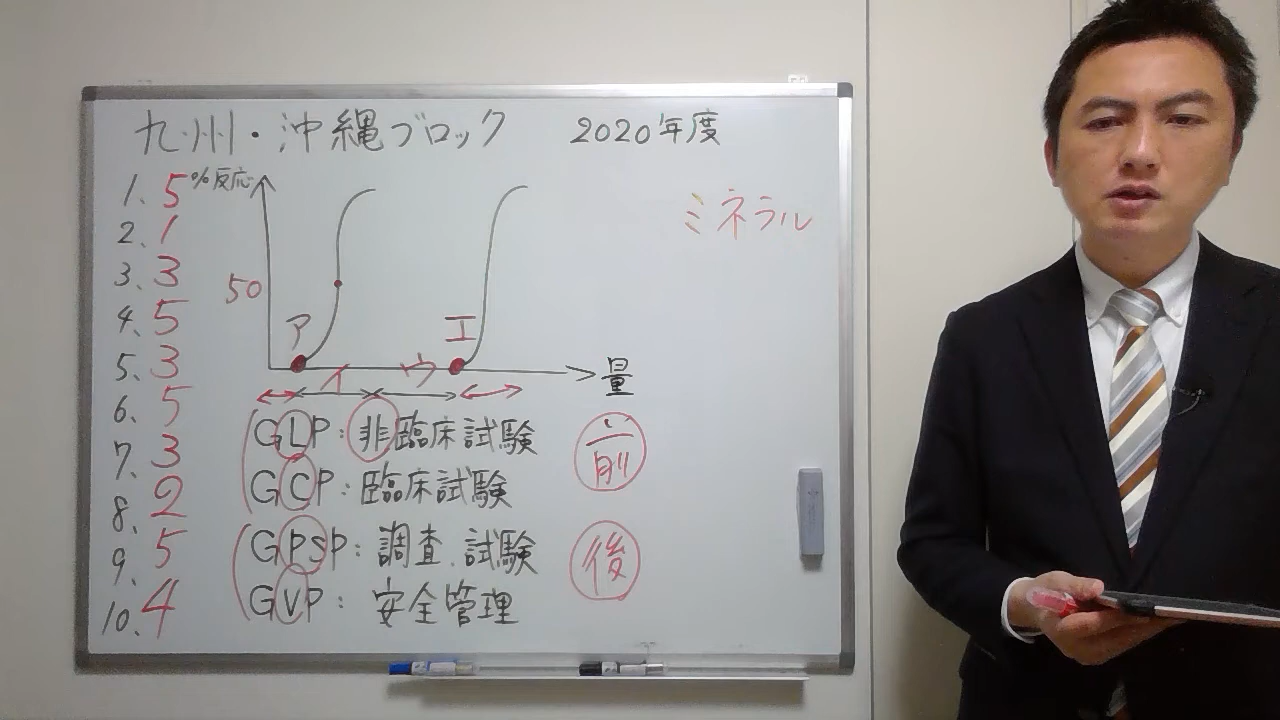 九州・沖縄ブロック 2020年度
1. 5
2. 1
3. 3
4. 5
5. 3
6. 5
7. 3
8. 2
9. 5
10. 4
%反応
50
ア
イ
ウ
エ
量
ミネラル
GLP:非臨床試験
GCP:臨床試験
前
GPSP:調査.試験
GVP:安全管理
後